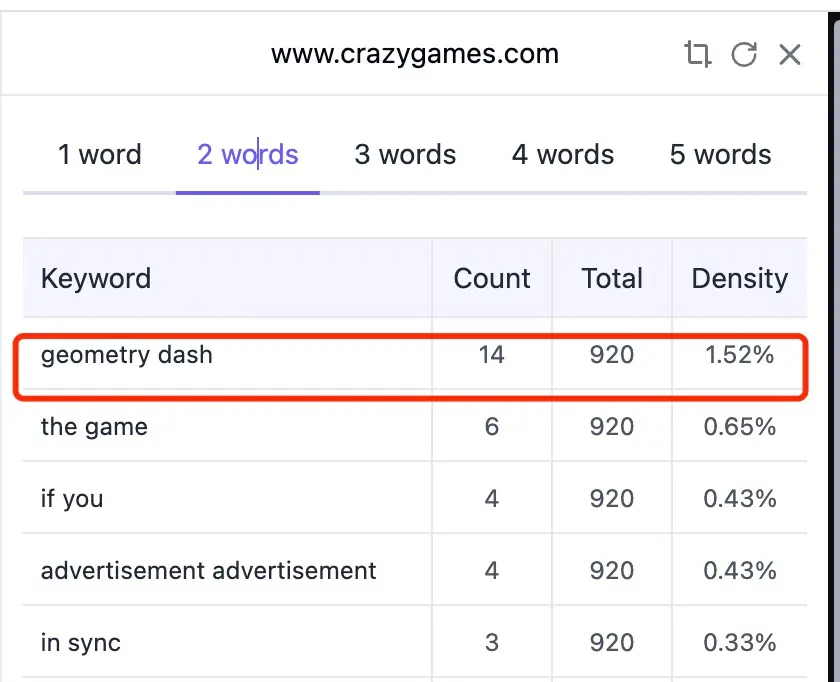 www.crazygames.com
1 word 2 words 3 words 4 words 5 words
Keyword Count Total Density
geometry dash 14 920 1.52%
the game 6 920 0.65%
if you 4 920 0.43%
advertisement advertisement 4 920 0.43%
in sync 3 920 0.33%